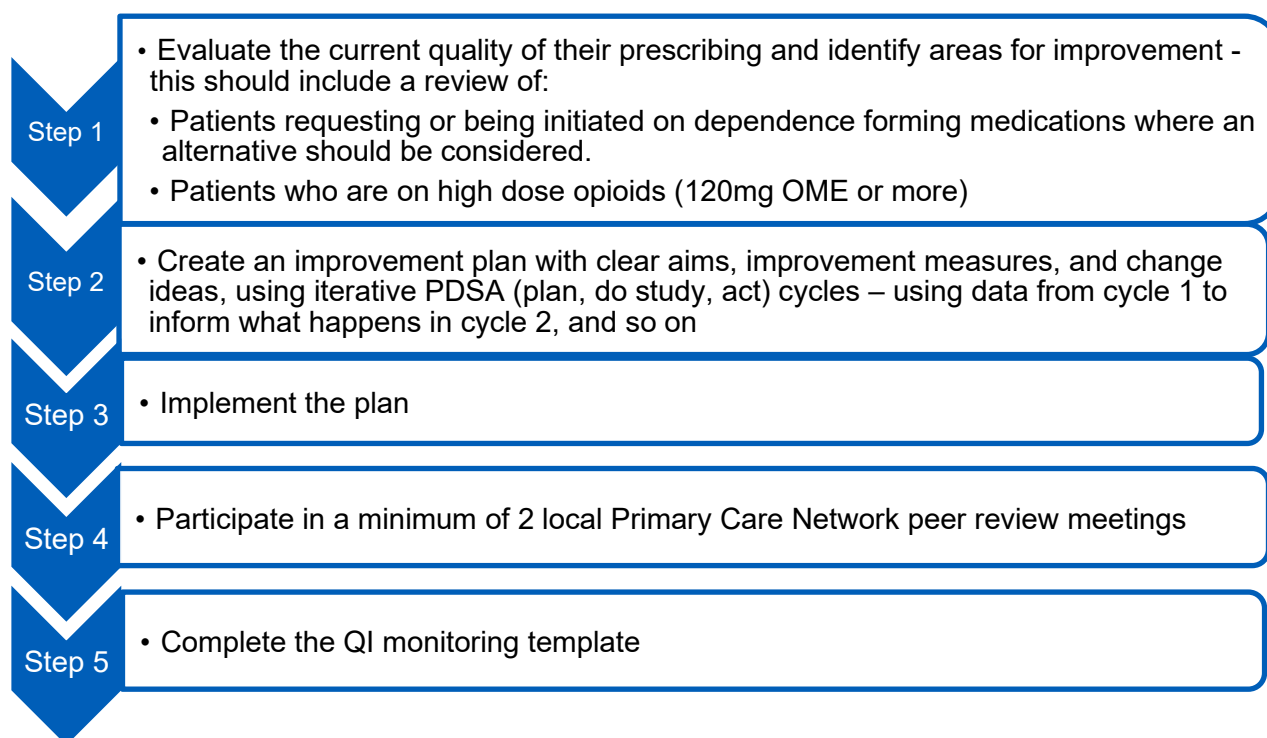 Step 1
• Evaluate the current quality of their prescribing and identify areas for improvement -
this should include a review of:
• Patients requesting or being initiated on dependence forming medications where an
alternative should be considered.
• Patients who are on high dose opioids (120mg OME or more)
Step 2
• Create an improvement plan with clear aims, improvement measures, and change
ideas, using iterative PDSA (plan, do study, act) cycles – using data from cycle 1 to
inform what happens in cycle 2, and so on
Step 3
• Implement the plan
Step 4
• Participate in a minimum of 2 local Primary Care Network peer review meetings
Step 5
• Complete the QI monitoring template